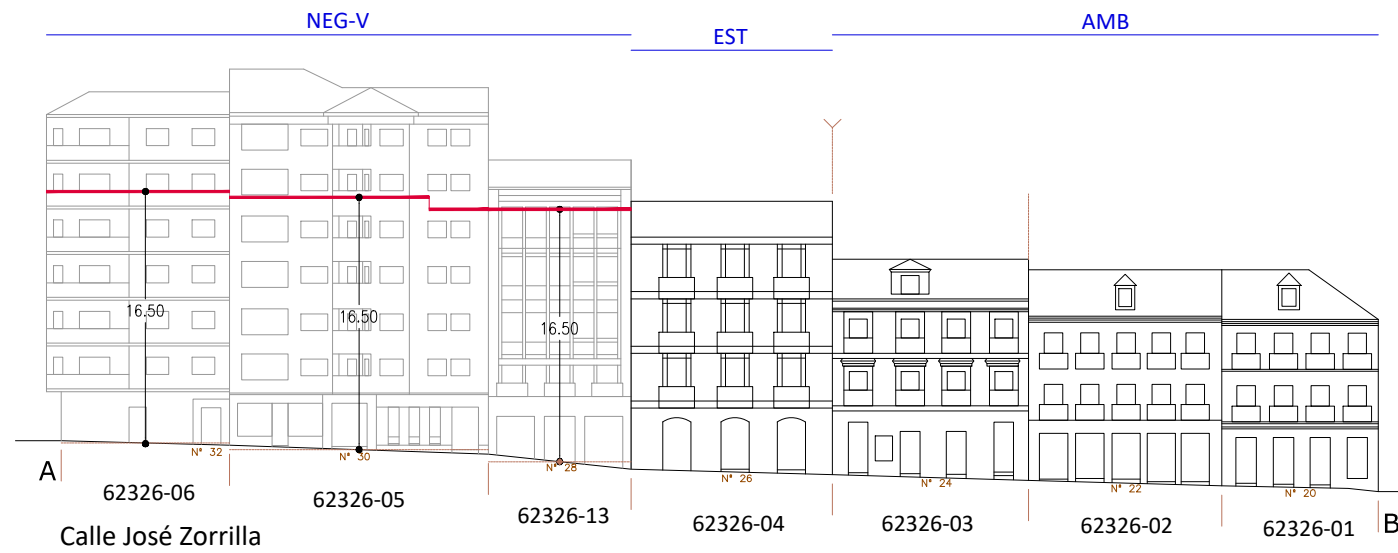 NEG-V
EST
AMB
16.50
16.50
16.50
Nº 32
Nº 30
Nº 28
Nº 26
Nº 24
Nº 22
Nº 20
A
62326-06
62326-05
62326-13
62326-04
62326-03
62326-02
62326-01
B
Calle José Zorrilla